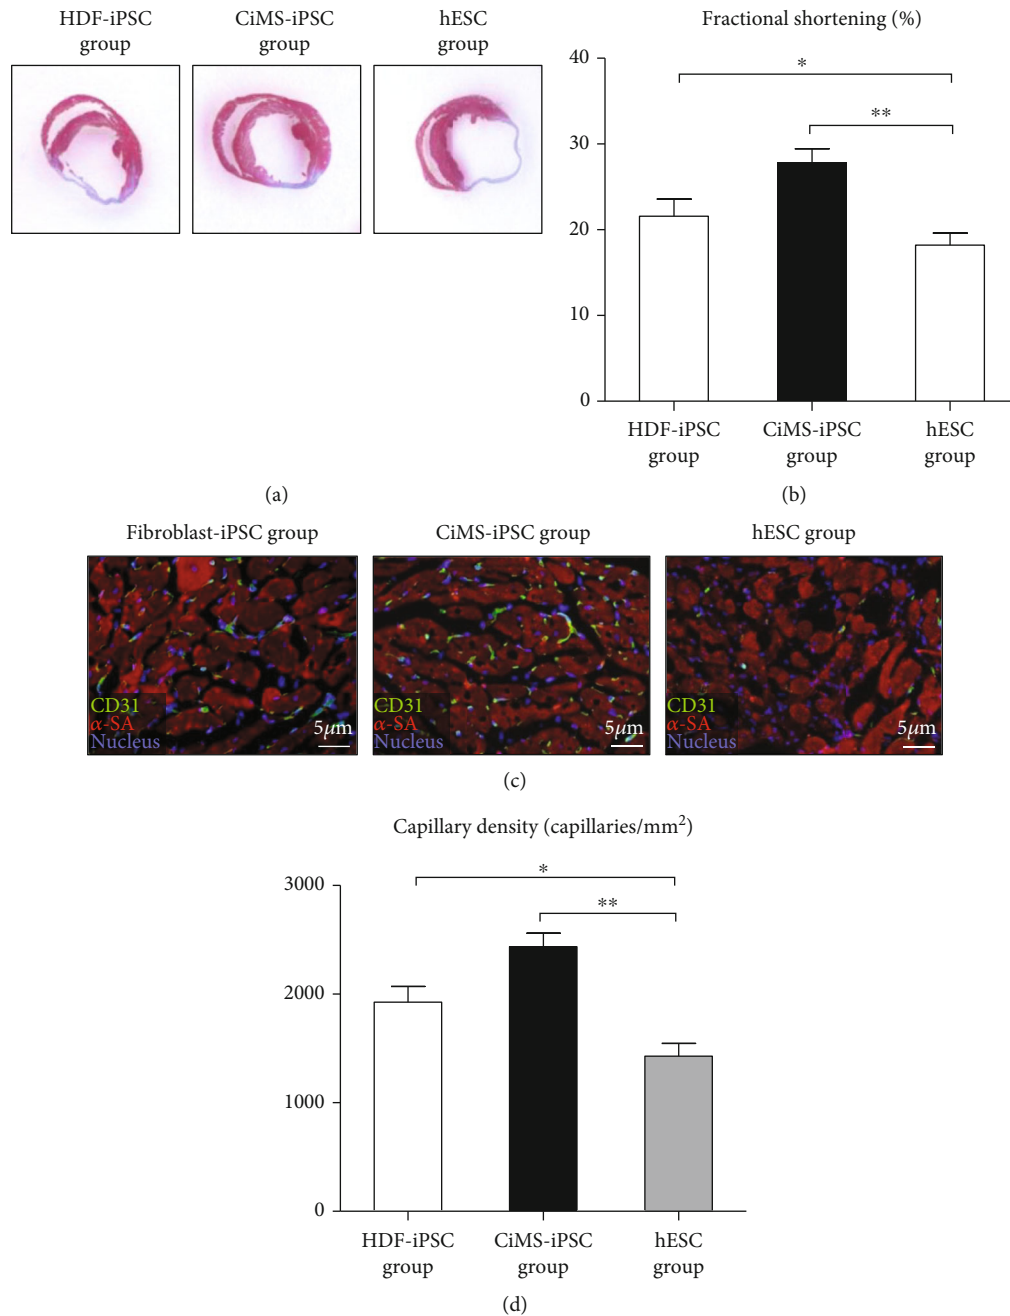 HDF-iPSC
group
CiMS-iPSC
group
hESC
group
(a)
Fractional shortening (%)
40
30
20
10
0
*
**
HDF-iPSC
group
CiMS-iPSC
group
hESC
group
(b)
Fibroblast-iPSC group
CiMS-iPSC group
hESC group
CD31
α-SA
Nucleus
5μm
CD31
α-SA
Nucleus
5μm
CD31
α-SA
Nucleus
5μm
(c)
Capillary density (capillaries/mm²)
3000
2000
1000
0
*
**
HDF-iPSC
group
CiMS-iPSC
group
hESC
group
(d)